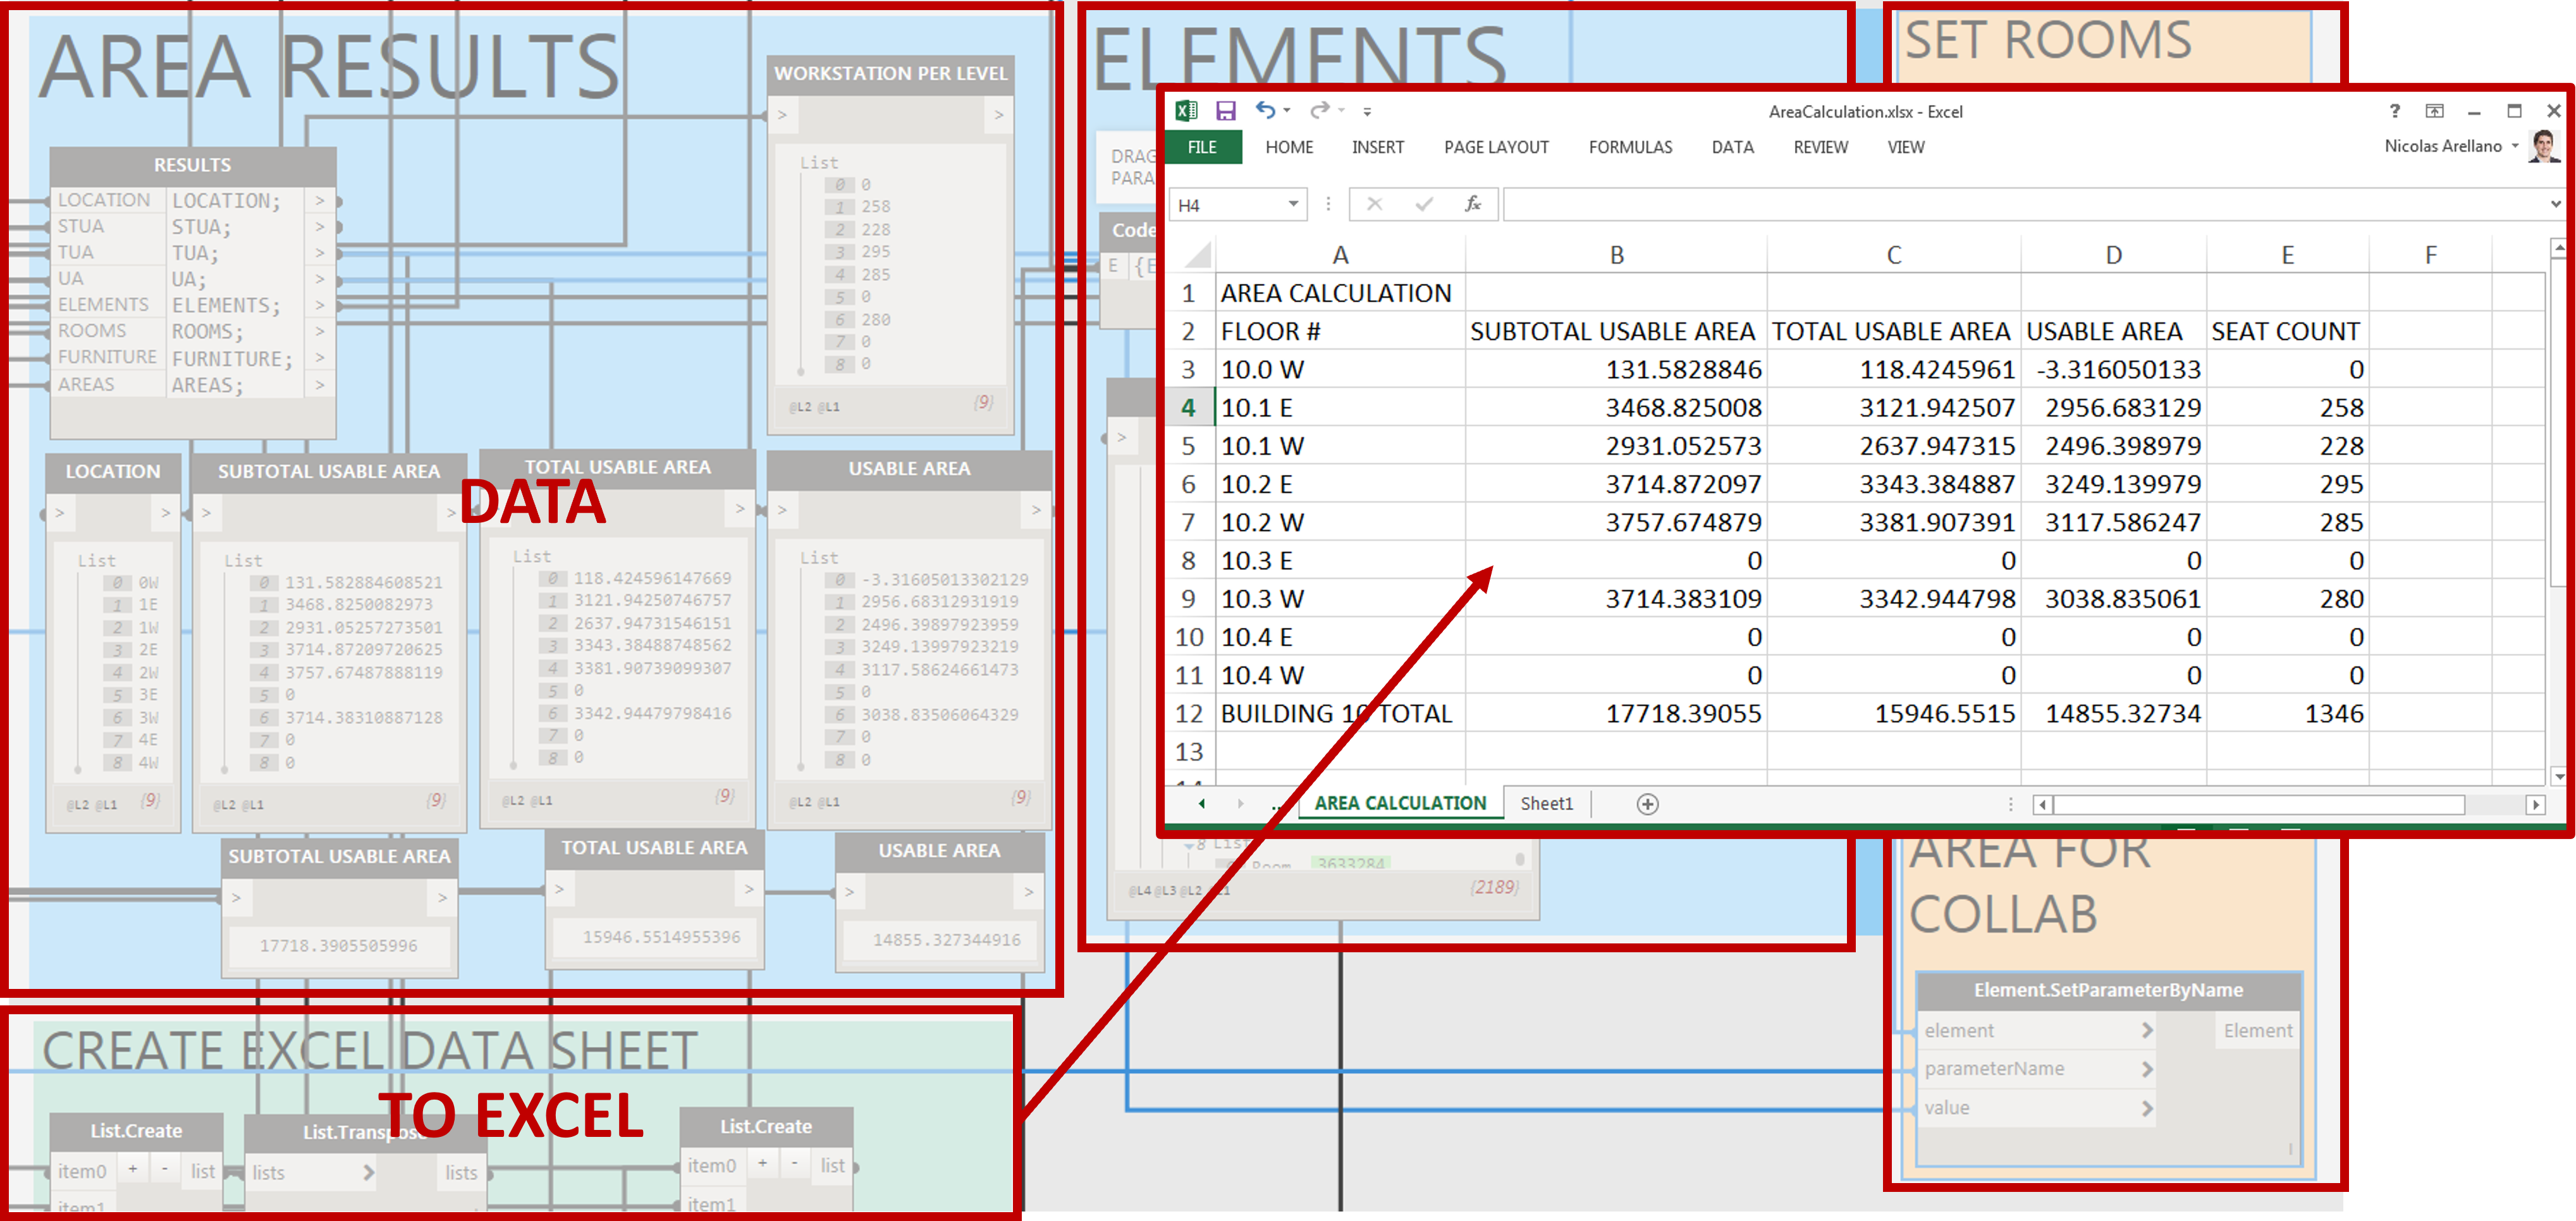 AREA RESULTS
RESULTS
LOCATION LOCATION; >
STUA STUA; >
TUA TUA; >
UA UA; >
ELEMENTS ELEMENTS; >
ROOMS ROOMS; >
FURNITURE FURNITURE; >
AREAS AREAS; >
WORKSTATION PER LEVEL
> >
List
0 0
1 258
2 228
3 295
4 285
5 0
6 280
7 0
8 0
@L2 @L1 {9}
LOCATION
> >
List
0 0W
1 1E
2 1W
3 2E
4 2W
5 3E
6 3W
7 4E
8 4W
@L2 @L1 {9}
SUBTOTAL USABLE AREA
> >
List
0 131.582884608521
1 3468.8250082973
2 2931.05257273501
3 3714.87209720625
4 3757.67487888119
5 0
6 3714.38310887128
7 0
8 0
@L2 @L1 {9}
DATA
TOTAL USABLE AREA
>
List
0 118.424596147669
1 3121.94250746757
2 2637.94731546151
3 3343.38488748562
4 3381.90739099307
5 0
6 3342.94479798416
7 0
8 0
@L2 @L1 {9}
USABLE AREA
> >
List
0 -3.31605013302129
1 2956.68312931919
2 2496.39897923959
3 3249.13997923219
4 3117.58624661473
5 0
6 3038.83506064329
7 0
8 0
@L2 @L1 {9}
SUBTOTAL USABLE AREA
> >
17718.3905505996
TOTAL USABLE AREA
> >
15946.5514955396
USABLE AREA
> >
14855.327344916
CREATE EXCEL DATA SHEET
TO EXCEL
List.Create
item0 + - list
item1
List.Transpose
lists > lists
List.Create
item0 + - list
item1
ELEMENTS
DRAG
PARA
Code
E {E
>
8 List
Room 3633284
@L4 @L3 @L2 @L1 {2189}
SET ROOMS
AreaCalculation.xlsx - Excel
FILE HOME INSERT PAGE LAYOUT FORMULAS DATA REVIEW VIEW
Nicolas Arellano
H4 fx
A B C D E F
1 AREA CALCULATION
2 FLOOR # SUBTOTAL USABLE AREA TOTAL USABLE AREA USABLE AREA SEAT COUNT
3 10.0 W 131.5828846 118.4245961 -3.316050133 0
4 10.1 E 3468.825008 3121.942507 2956.683129 258
5 10.1 W 2931.052573 2637.947315 2496.398979 228
6 10.2 E 3714.872097 3343.384887 3249.139979 295
7 10.2 W 3757.674879 3381.907391 3117.586247 285
8 10.3 E 0 0 0 0
9 10.3 W 3714.383109 3342.944798 3038.835061 280
10 10.4 E 0 0 0 0
11 10.4 W 0 0 0 0
12 BUILDING 10 TOTAL 17718.39055 15946.5515 14855.32734 1346
13
14
... AREA CALCULATION Sheet1
AREA FOR
COLLAB
Element.SetParameterByName
element > Element
parameterName >
value >